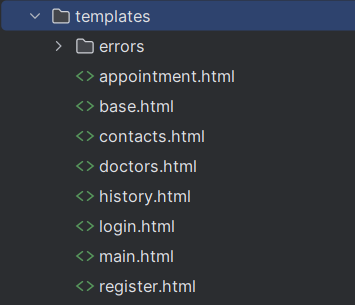 templates
errors
appointment.html
base.html
contacts.html
doctors.html
history.html
login.html
main.html
register.html